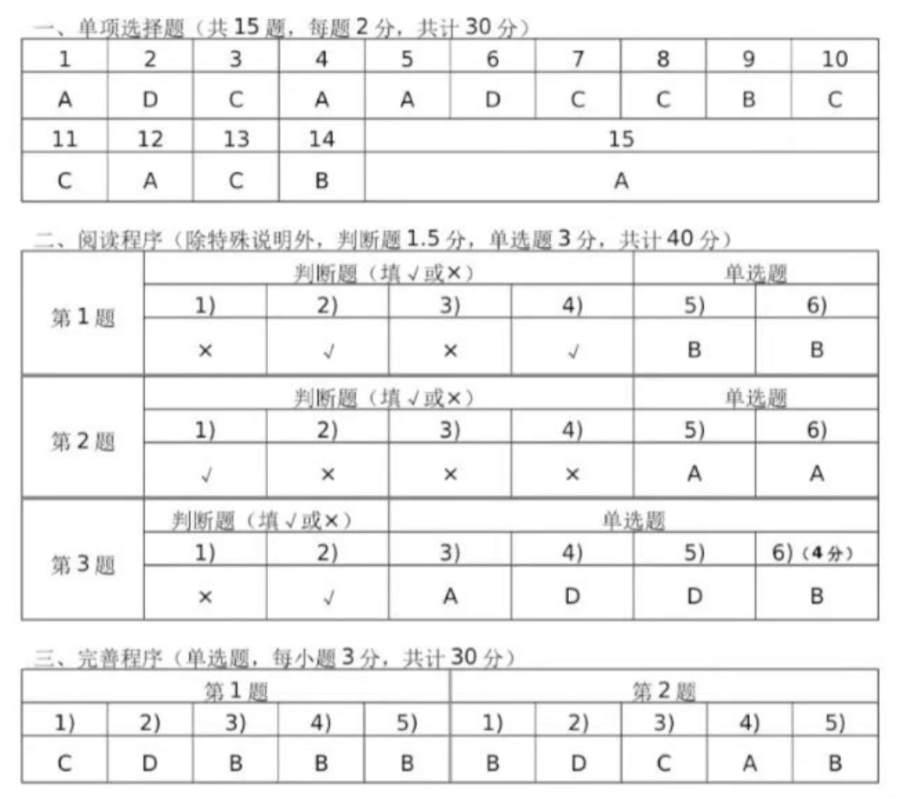 一、单项选择题（共 15 题，每题 2 分，共计 30 分）
1 2 3 4 5 6 7 8 9 10
A D C A A D C C B C
11 12 13 14 15
C A C B A
二、阅读程序（除特殊说明外，判断题 1.5 分，单选题 3 分，共计 40 分）
第 1 题
判断题（填√或×） 单选题
1) 2) 3) 4) 5) 6)
× √ × √ B B
第 2 题
判断题（填√或×） 单选题
1) 2) 3) 4) 5) 6)
√ × × × A A
第 3 题
判断题（填√或×） 单选题
1) 2) 3) 4) 5) 6)（4 分）
× √ A D D B
三、完善程序（单选题，每小题 3 分，共计 30 分）
第 1 题 第 2 题
1) 2) 3) 4) 5) 1) 2) 3) 4) 5)
C D B B B B D C A B